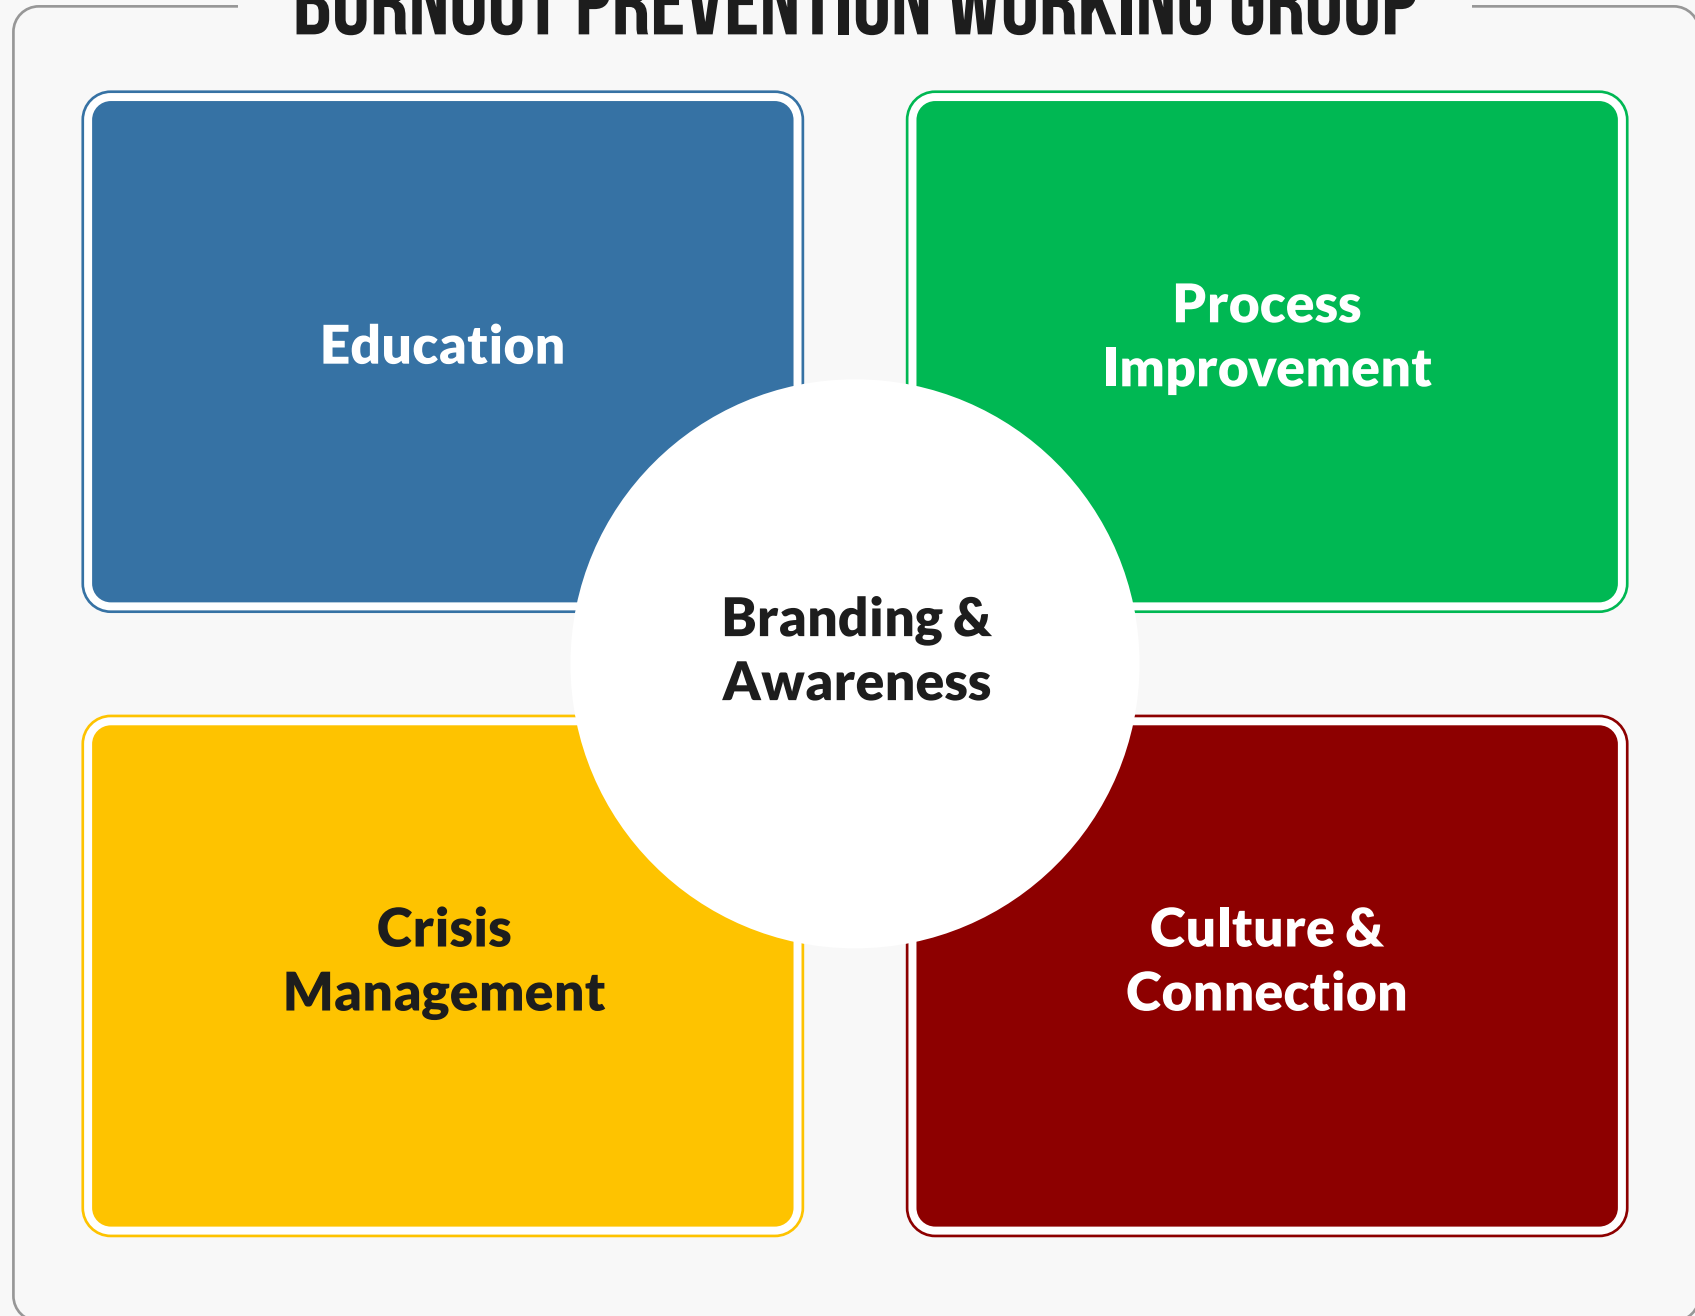 BURNOUT PREVENTION WORKING GROUP
Education
Process
Improvement
Branding &
Awareness
Crisis
Management
Culture &
Connection